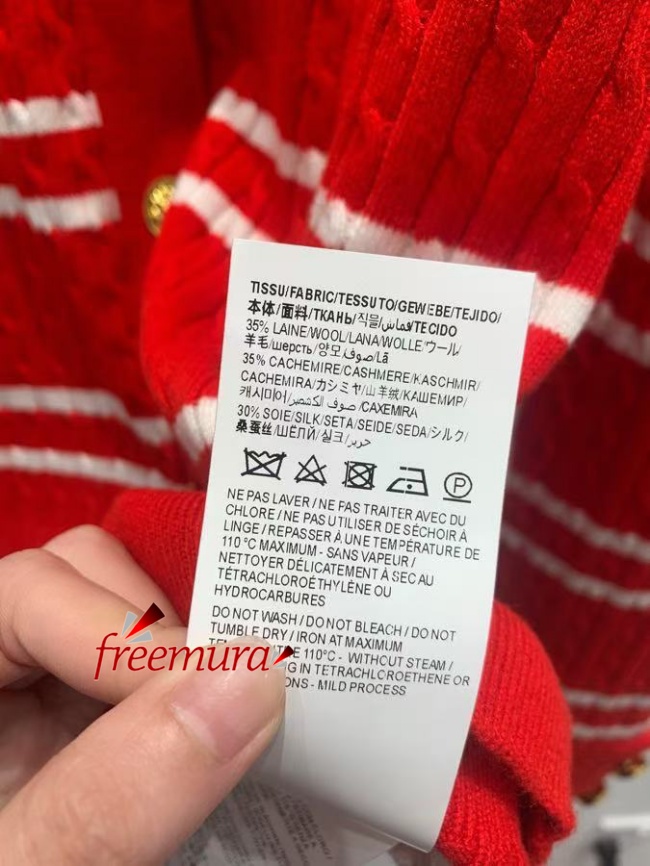 TISSU/FABRIC/TESSUTO/GEWEBE/TEJIDO/
本体/面料/ТКАНЬ/직물/قماش/TECIDO
35% LAINE/WOOL/LANA/WOLLE/ウール/
羊毛/шерсть/양모/صوف/Lã
35% CACHEMIRE/CASHMERE/KASCHMIR/
CACHEMIRA/カシミヤ/山羊绒/КАШЕМИР/
캐시미어/صوف الكشمير/CAXEMIRA
30% SOIE/SILK/SETA/SEIDE/SEDA/シルク/
桑蚕丝/ШЁЛЙ/실크/حرير
P
NE PAS LAVER / NE PAS TRAITER AVEC DU
CHLORE / NE PAS UTILISER DE SÉCHOIR À
LINGE / REPASSER À UNE TEMPÉRATURE DE
110°C MAXIMUM - SANS VAPEUR /
NETTOYER DÉLICATEMENT À SEC AU
TÉTRACHLOROÉTHYLÈNE OU
HYDROCARBURES
DO NOT WASH / DO NOT BLEACH / DO NOT
TUMBLE DRY / IRON AT MAXIMUM
110°C - WITHOUT STEAM /
IN TETRACHLOROETHENE OR
- MILD PROCESS
freemura